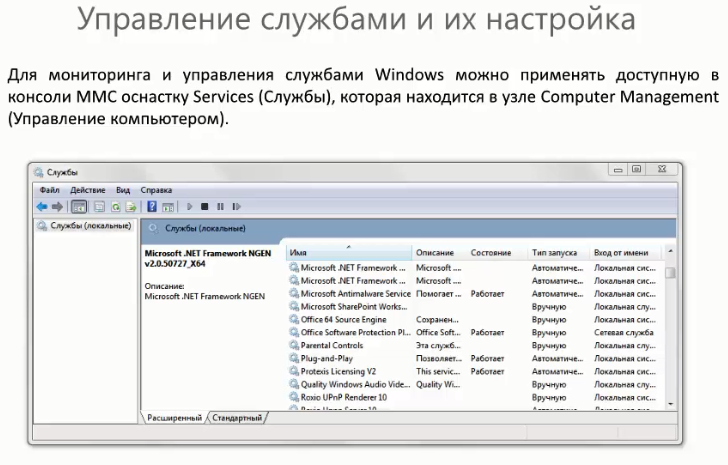 Управление службами и их настройка
Для мониторинга и управления службами Windows можно применять доступную в
консоли MMC оснастку Services (Службы), которая находится в узле Computer Management
(Управление компьютером).
Службы
Файл Действие Вид Справка
Службы (локальные)
Службы (локальные)
Microsoft .NET Framework NGEN
v2.0.50727_X64
Описание:
Microsoft .NET Framework NGEN
Имя Описание Состояние Тип запуска Вход от имени
Microsoft .NET Framework ... Microsoft .... Автоматиче... Локальная сис...
Microsoft .NET Framework ... Microsoft .... Автоматиче... Локальная сис...
Microsoft Antimalware Service Помогает ... Работает Автоматиче... Локальная сис...
Microsoft SharePoint Works... Вручную Локальная слу...
Office 64 Source Engine Сохранен... Вручную Локальная сис...
Office Software Protection Pl... Office Soft... Работает Вручную Сетевая служба
Parental Controls Эта служб... Вручную Локальная слу...
Plug-and-Play Позволяет... Работает Автоматиче... Локальная сис...
Protexis Licensing V2 This servic... Работает Автоматиче... Локальная сис...
Quality Windows Audio Vide... Quality Wi... Вручную Локальная слу...
Roxio UPnP Renderer 10 Вручную Локальная сис...
Расширенный Стандартный